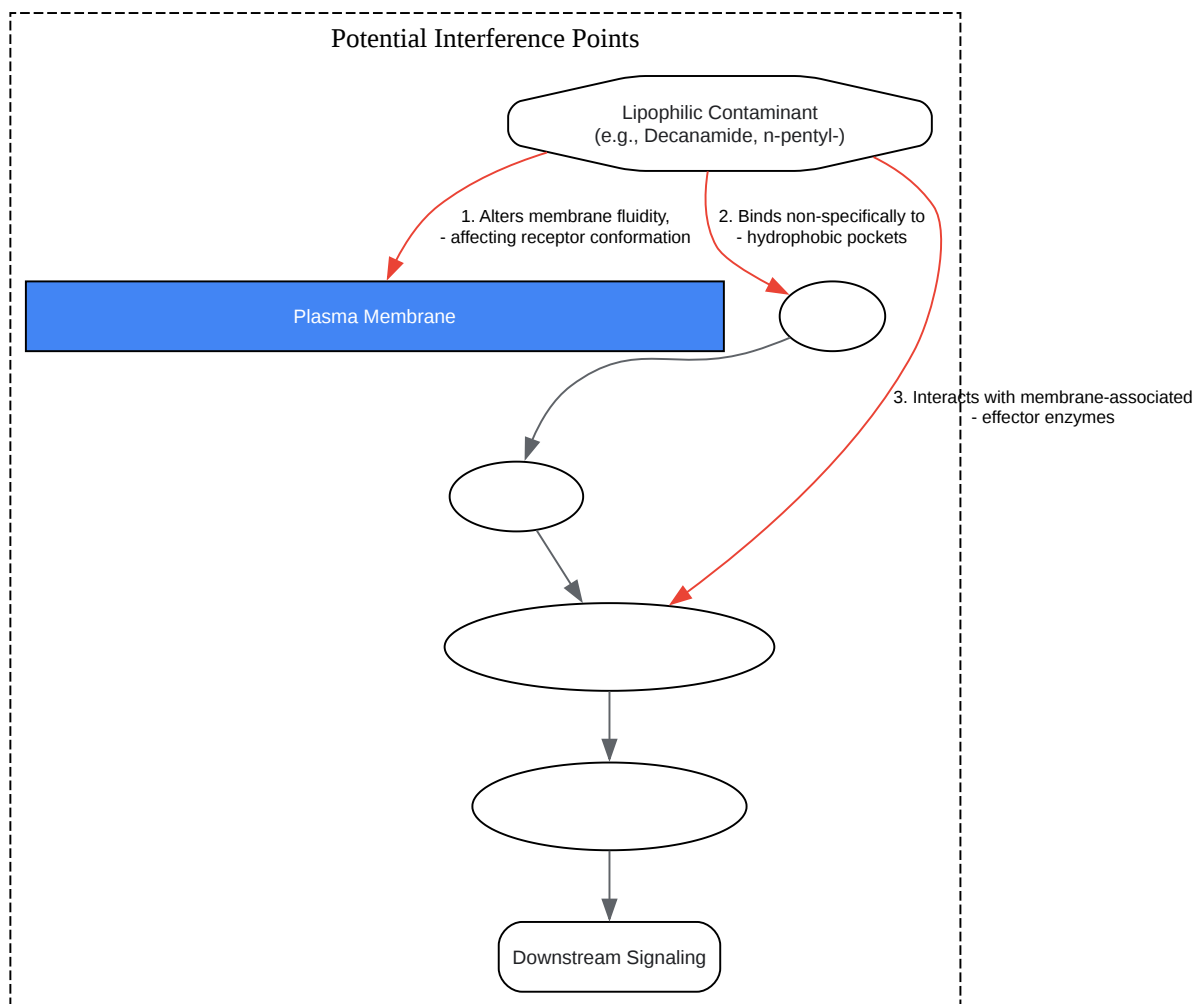 Potential Interference Points
Lipophilic Contaminant
(e.g., Decanamide, n-pentyl-)
1. Alters membrane fluidity,
- affecting receptor conformation
2. Binds non-specifically to
- hydrophobic pockets
Plasma Membrane
3. Interacts with membrane-associated
- effector enzymes
Downstream Signaling